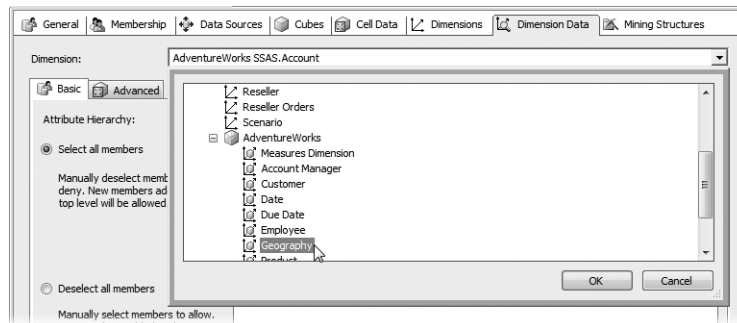 General Membership Data Sources Cubes Cell Data Dimensions Dimension Data Mining Structures
Dimension: AdventureWorks SSAS.Account
Basic Advanced
Attribute Hierarchy:
Select all members
Manually deselect
deny. New members
top level will be allowed
Deselect all members
Manually select members to allow.
Reseller
Reseller Orders
Scenario
AdventureWorks
Measures Dimension
Account Manager
Customer
Date
Due Date
Employee
Geography
Product
OK Cancel